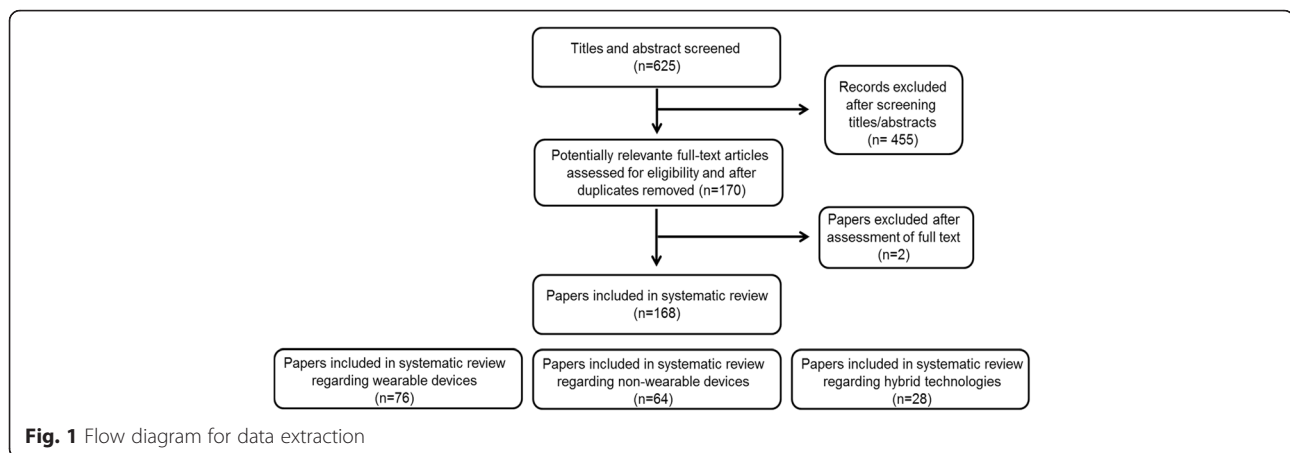 Titles and abstract screened
(n=625)
Records excluded
after screening
titles/abstracts
(n= 455)
Potentially relevante full-text articles
assessed for eligibility and after
duplicates removed (n=170)
Papers excluded after
assessment of full text
(n=2)
Papers included in systematic review
(n=168)
Papers included in systematic review
regarding wearable devices
(n=76)
Papers included in systematic review
regarding non-wearable devices
(n=64)
Papers included in systematic review
regarding hybrid technologies
(n=28)
Fig. 1 Flow diagram for data extraction